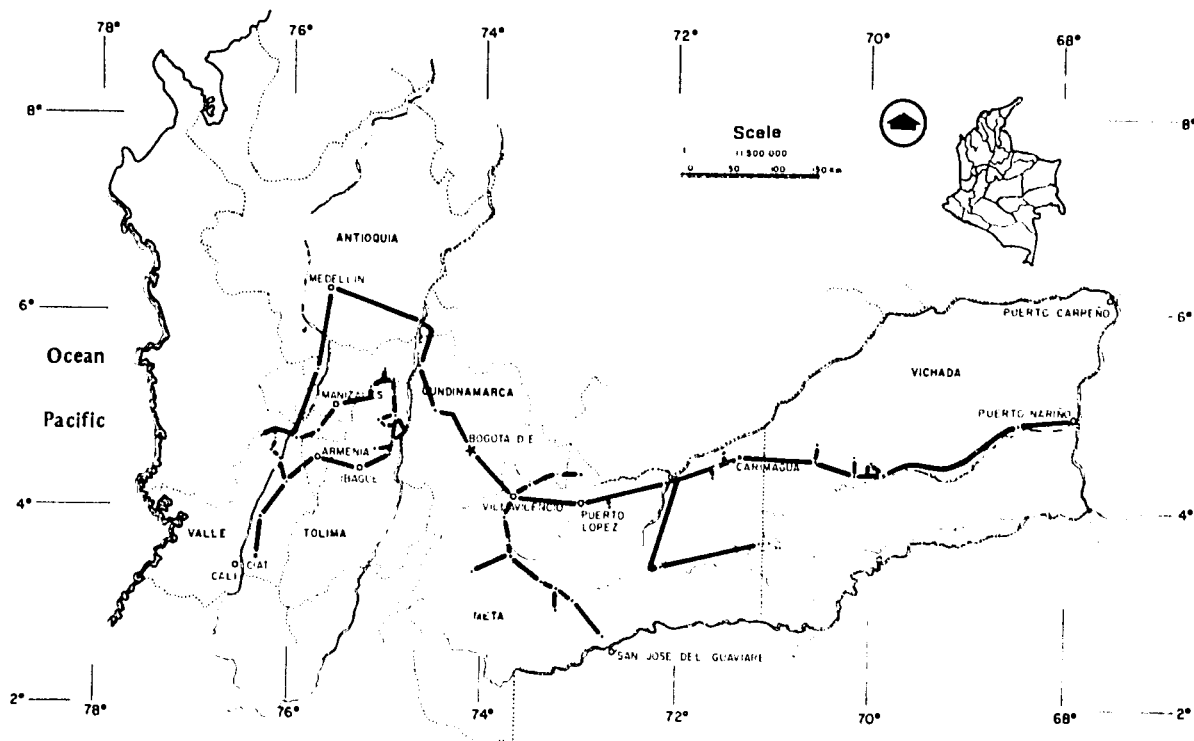 78°
76°
74°
72°
70°
68°
8°
8°
Scale
0 50 100 150 Km
ANTIOQUIA
MEDELLIN
6°
6°
PUERTO CARREÑO
Ocean
Pacific
VICHADA
MANIZALES
CUNDINAMARCA
PUERTO NARIÑO
BOGOTA D.E
ARMENIA
IBAGUE
CARIMAGUA
4°
4°
VILLAVICENCIO
PUERTO
LOPEZ
VALLE
TOLIMA
CALI
CIAT
META
SAN JOSE DEL GUAVIARE
2°
2°
78°
76°
74°
72°
70°
68°